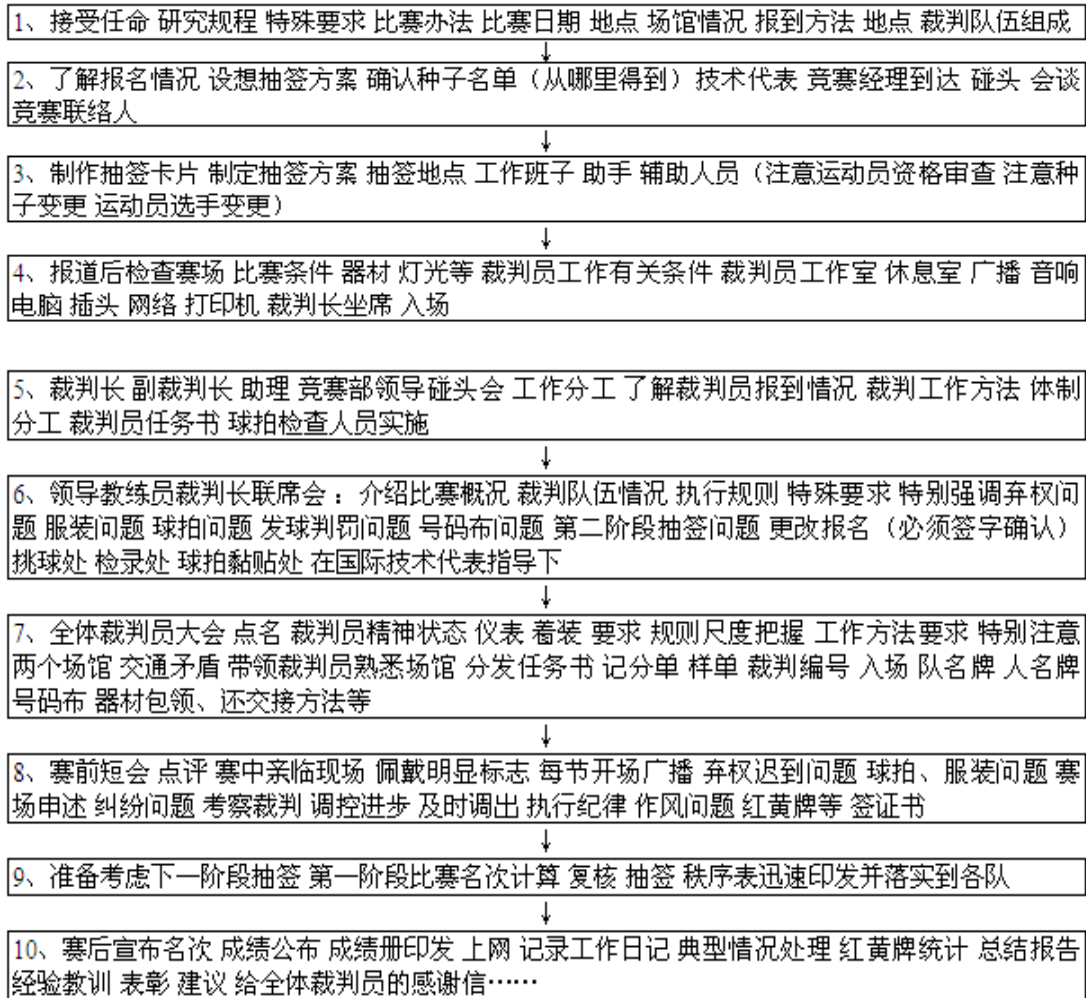 1、接受任命 研究规程 特殊要求 比赛办法 比赛日期 地点 场馆情况 报到方法 地点 裁判队伍组成
2、了解报名情况 设想抽签方案 确认种子名单（从哪里得到）技术代表 竞赛经理到达 碰头 会谈
竞赛联络人
3、制作抽签卡片 制定抽签方案 抽签地点 工作班子 助手 辅助人员（注意运动员资格审查 注意种
子变更 运动员选手变更）
4、报道后检查赛场 比赛条件 器材 灯光等 裁判员工作有关条件 裁判员工作室 休息室 广播 音响
电脑 插头 网络 打印机 裁判长坐席 入场
5、裁判长 副裁判长 助理 竞赛部领导碰头会 工作分工 了解裁判员报到情况 裁判工作方法 体制
分工 裁判员任务书 球拍检查人员实施
6、领导教练员裁判长联席会 ：介绍比赛概况 裁判队伍情况 执行规则 特殊要求 特别强调弃权问
题 服装问题 球拍问题 发球判罚问题 号码布问题 第二阶段抽签问题 更改报名（必须签字确认）
挑球处 检录处 球拍黏贴处 在国际技术代表指导下
7、全体裁判员大会 点名 裁判员精神状态 仪表 着装 要求 规则尺度把握 工作方法要求 特别注意
两个场馆 交通矛盾 带领裁判员熟悉场馆 分发任务书 记分单 样单 裁判编号 入场 队名牌 人名牌
号码布 器材包领、还交接方法等
8、赛前短会 点评 赛中亲临现场 佩戴明显标志 每节开场广播 弃权迟到问题 球拍、服装问题 赛
场申述 纠纷问题 考察裁判 调控进步 及时调出 执行纪律 作风问题 红黄牌等 签证书
9、准备考虑下一阶段抽签 第一阶段比赛名次计算 复核 抽签 秩序表迅速印发并落实到各队
10、赛后宣布名次 成绩公布 成绩册印发 上网 记录工作日记 典型情况处理 红黄牌统计 总结报告
经验教训 表彰 建议 给全体裁判员的感谢信……